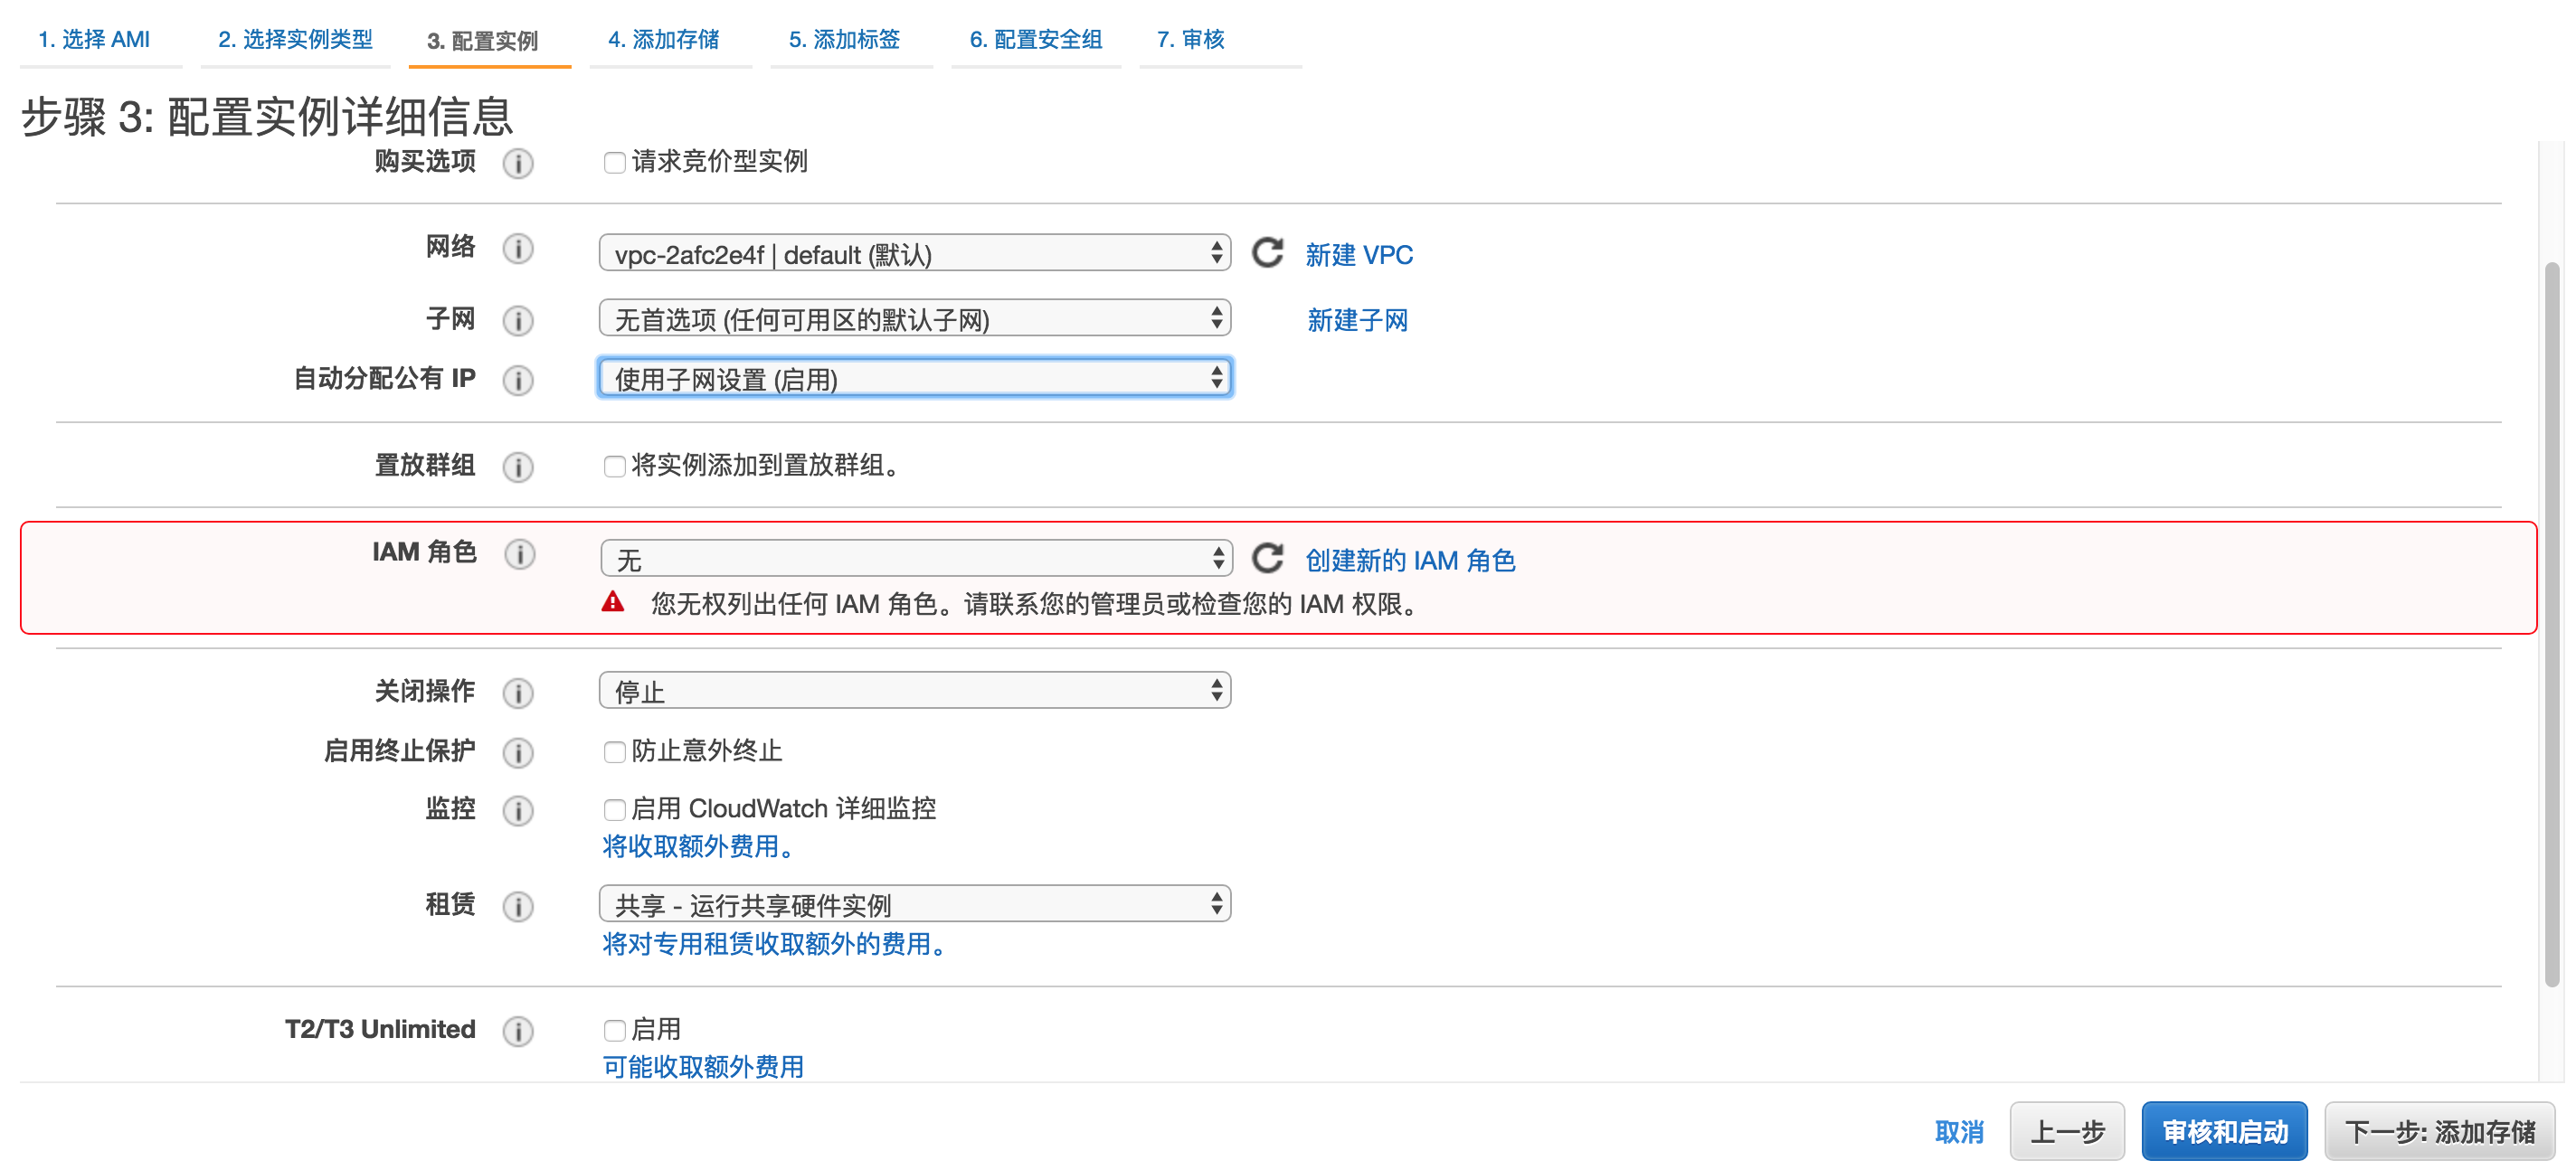 1. 选择 AMI 2. 选择实例类型 3. 配置实例 4. 添加存储 5. 添加标签 6. 配置安全组 7. 审核
步骤 3: 配置实例详细信息
购买选项 请求竞价型实例
网络 vpc-2afc2e4f | default (默认) 新建 VPC
子网 无首选项 (任何可用区的默认子网) 新建子网
自动分配公有 IP 使用子网设置 (启用)
置放群组 将实例添加到置放群组。
IAM 角色 无 创建新的 IAM 角色
您无权列出任何 IAM 角色。请联系您的管理员或检查您的 IAM 权限。
关闭操作 停止
启用终止保护 防止意外终止
监控 启用 CloudWatch 详细监控
将收取额外费用。
租赁 共享 - 运行共享硬件实例
将对专用租赁收取额外的费用。
T2/T3 Unlimited 启用
可能收取额外费用
取消 上一步 审核和启动 下一步: 添加存储